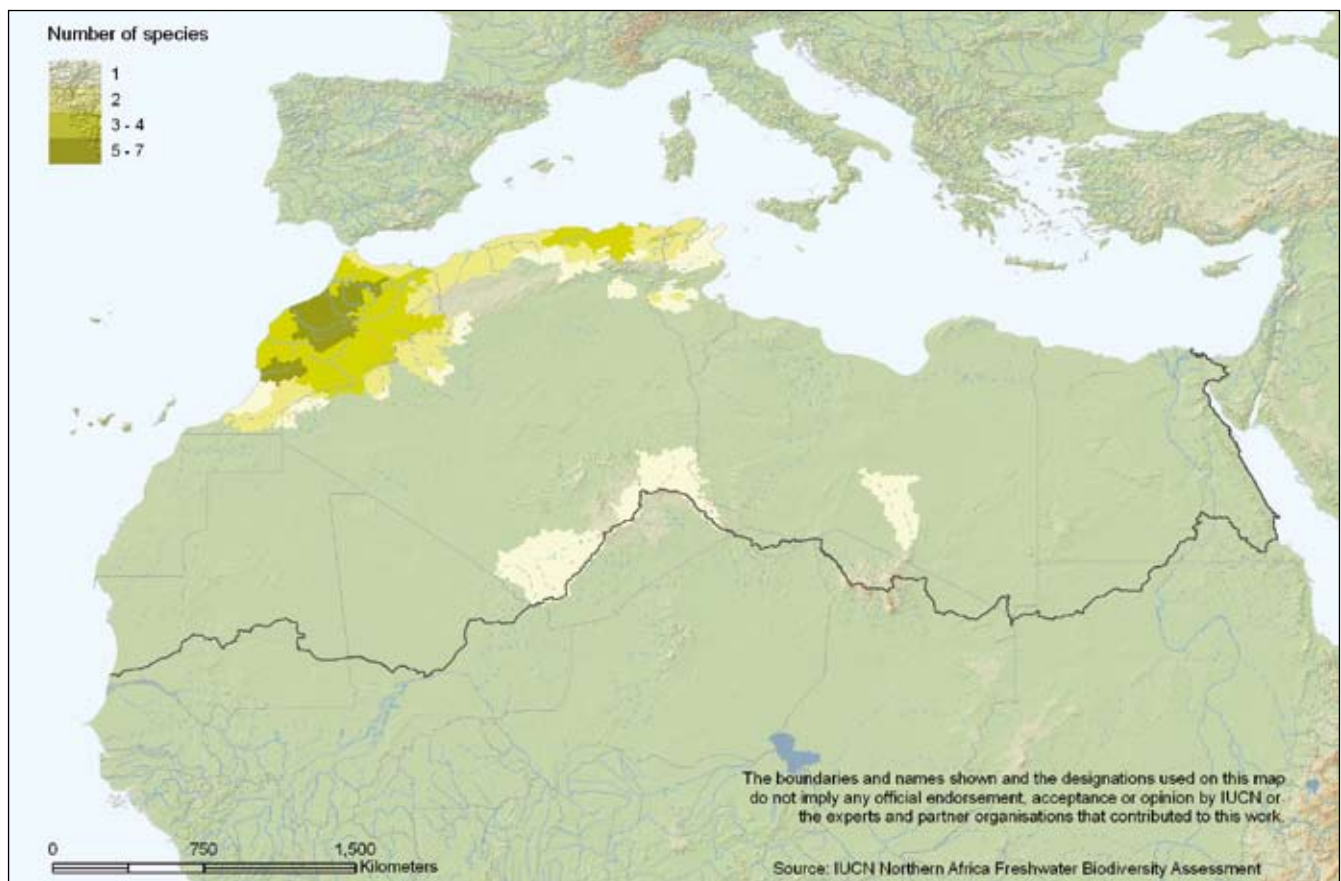 Number of species
1
2
3 - 4
5 - 7
The boundaries and names shown and the designations used on this map
do not imply any official endorsement, acceptance or opinion by IUCN or
the experts and partner organisations that contributed to this work.
0 750 1,500
Kilometers
Source: IUCN Northern Africa Freshwater Biodiversity Assessment